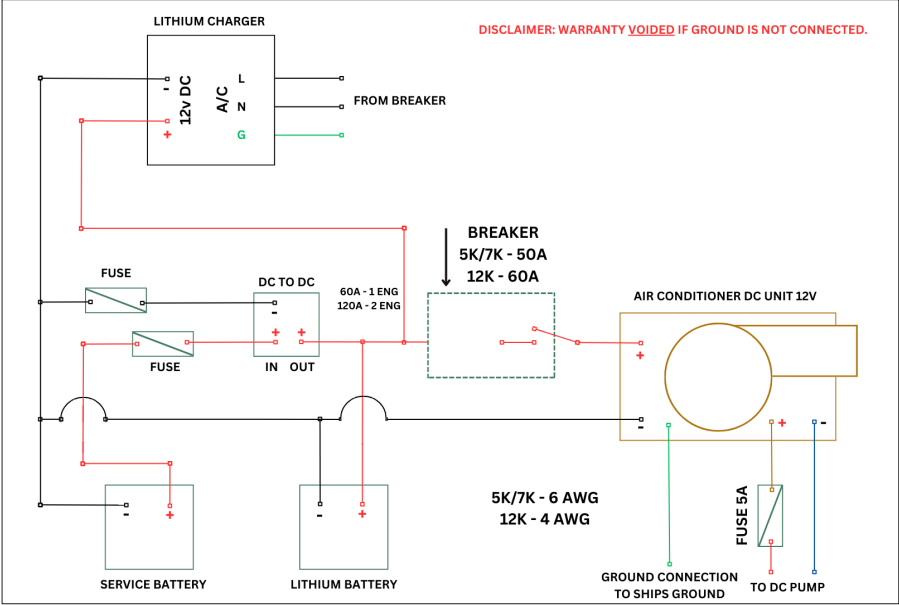 LITHIUM CHARGER
DISCLAIMER: WARRANTY VOIDED IF GROUND IS NOT CONNECTED.
- 12v DC +
A/C
L
N
G
FROM BREAKER
BREAKER
5K/7K - 50A
12K - 60A
FUSE
DC TO DC
60A - 1 ENG
120A - 2 ENG
-
+ +
IN OUT
FUSE
AIR CONDITIONER DC UNIT 12V
+
-
+ -
5K/7K - 6 AWG
12K - 4 AWG
FUSE 5A
- +
SERVICE BATTERY
- +
LITHIUM BATTERY
GROUND CONNECTION
TO SHIPS GROUND
TO DC PUMP